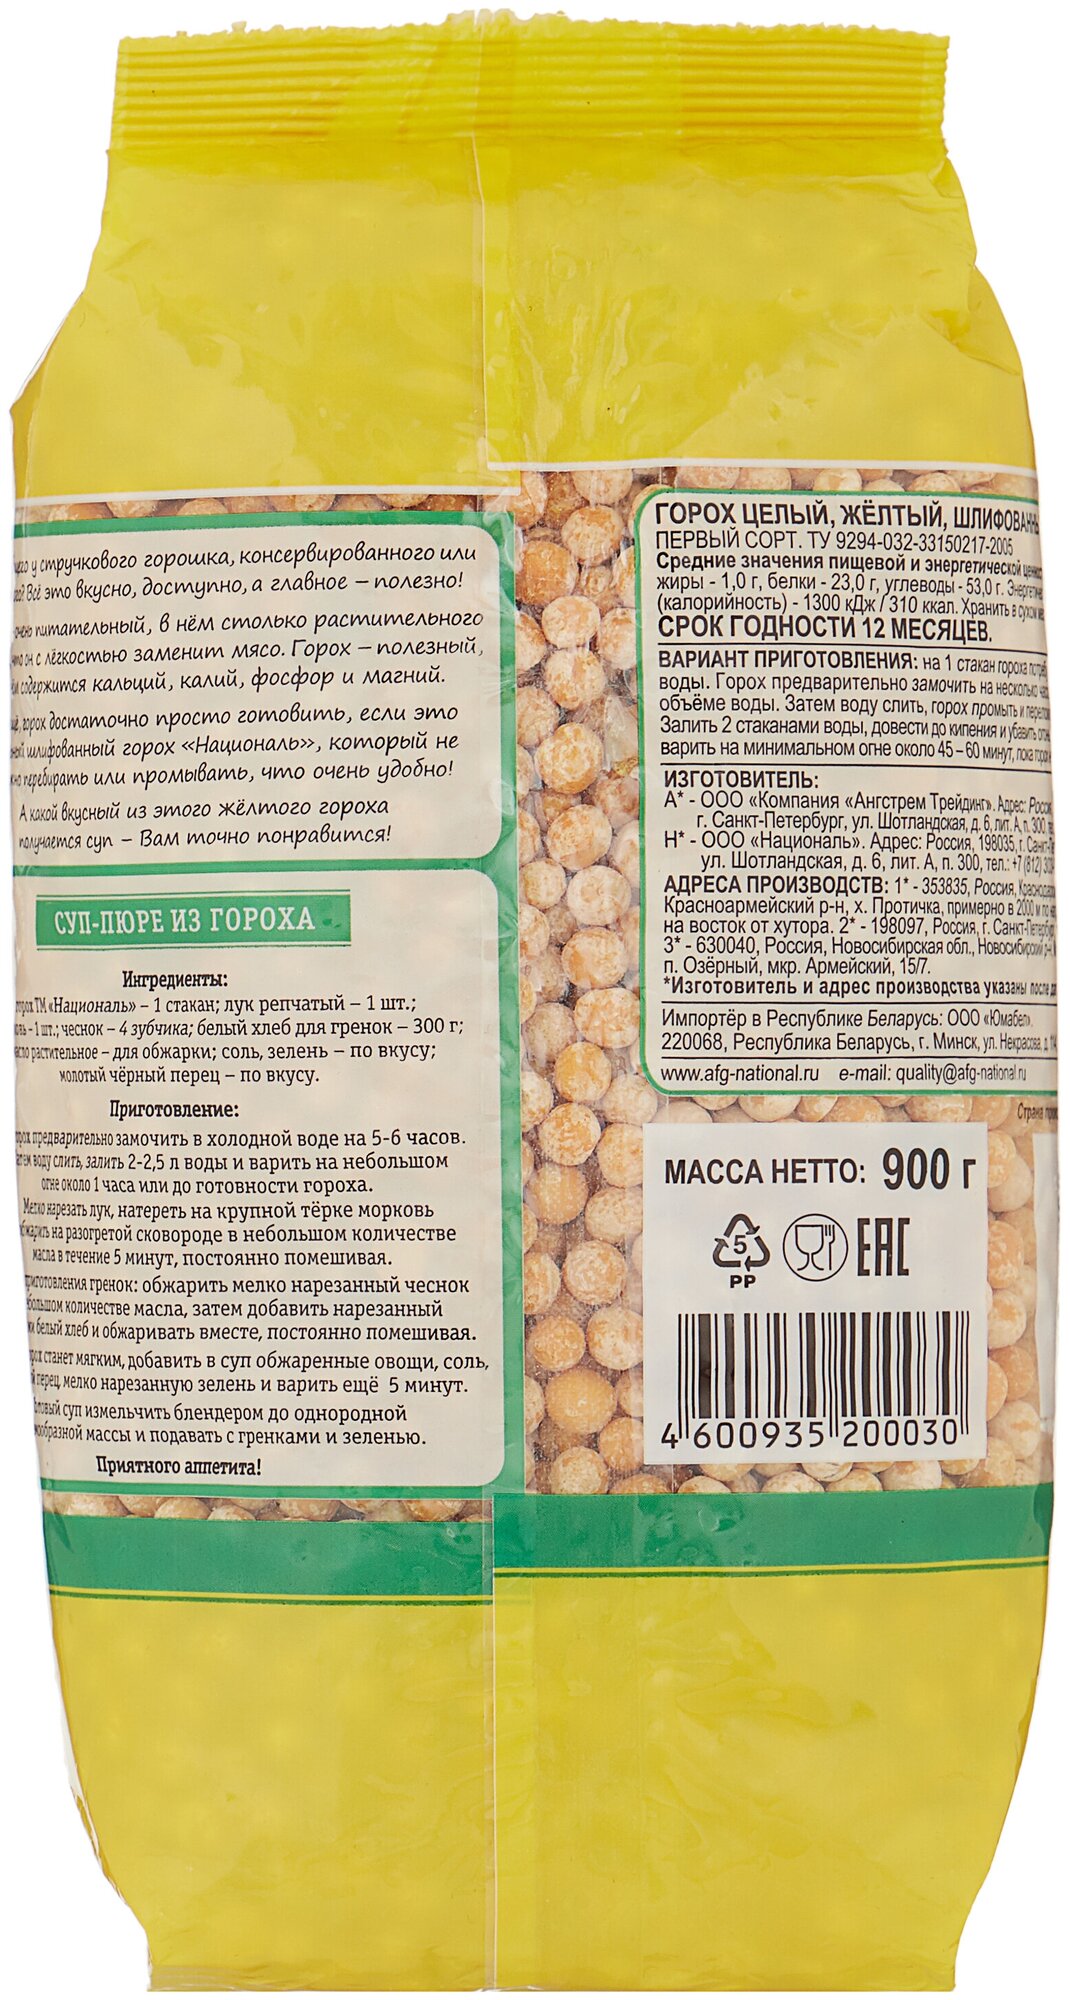 у стручкового горошка, консервированного или
Всё это вкусно, доступно, а главное – полезно!
питательный, в нём столько растительного
он с лёгкостью заменит мясо. Горох – полезный,
содержится кальций, калий, фосфор и магний.
горох достаточно просто готовить, если это
шлифованный горох «Националь», который не
перебирать или промывать, что очень удобно!
А какой вкусный из этого жёлтого гороха
получается суп – Вам точно понравится!
СУП-ПЮРЕ ИЗ ГОРОХА
Ингредиенты:
ТМ «Националь» – 1 стакан; лук репчатый – 1 шт.;
– 1 шт.; чеснок – 4 зубчика; белый хлеб для гренок – 300 г;
растительное – для обжарки; соль, зелень – по вкусу;
молотый чёрный перец – по вкусу.
Приготовление:
предварительно замочить в холодной воде на 5-6 часов.
воду слить, залить 2-2,5 л воды и варить на небольшом
огне около 1 часа или до готовности гороха.
Мелко нарезать лук, натереть на крупной тёрке морковь
на разогретой сковороде в небольшом количестве
масла в течение 5 минут, постоянно помешивая.
гренок: обжарить мелко нарезанный чеснок
количестве масла, затем добавить нарезанный
белый хлеб и обжаривать вместе, постоянно помешивая.
станет мягким, добавить в суп обжаренные овощи, соль,
перец, мелко нарезанную зелень и варить ещё 5 минут.
суп измельчить блендером до однородной
массы и подавать с гренками и зеленью.
Приятного аппетита!
ГОРОХ ЦЕЛЫЙ, ЖЁЛТЫЙ,
ПЕРВЫЙ СОРТ. ТУ 9294-032-33150217-2005
Средние значения пищевой и энергетической
жиры - 1,0 г, белки - 23,0 г, углеводы - 53,0 г.
(калорийность) - 1300 кДж / 310 ккал. Хранить в сухом
СРОК ГОДНОСТИ 12 МЕСЯЦЕВ.
ВАРИАНТ ПРИГОТОВЛЕНИЯ: на 1 стакан гороха
воды. Горох предварительно замочить на несколько
объёме воды. Затем воду слить, горох промыть и
Залить 2 стаканами воды, довести до кипения и убавить
варить на минимальном огне около 45 – 60 минут, пока
ИЗГОТОВИТЕЛЬ:
А* - ООО «Компания «Ангстрем Трейдинг». Адрес:
г. Санкт-Петербург, ул. Шотландская, д. 6, лит. А, п. 300,
Н* - ООО «Националь». Адрес: Россия, 198035, г.
ул. Шотландская, д. 6, лит. А, п. 300, тел.: +7 (812)
АДРЕСА ПРОИЗВОДСТВ: 1* - 353835, Россия,
Красноармейский р-н, х. Протичка, примерно в 2000 м по
на восток от хутора. 2* - 198097, Россия, г.
3* - 630040, Россия, Новосибирская обл., Новосибирский
п. Озёрный, мкр. Армейский, 15/7.
*Изготовитель и адрес производства указаны после
Импортёр в Республике Беларусь: ООО «Юмабел».
220068, Республика Беларусь, г. Минск, ул. Некрасова, д.
www.afg-national.ru e-mail: quality@afg-national.ru
Страна
МАССА НЕТТО: 900 г
5
PP
EAC
4 600935 200030